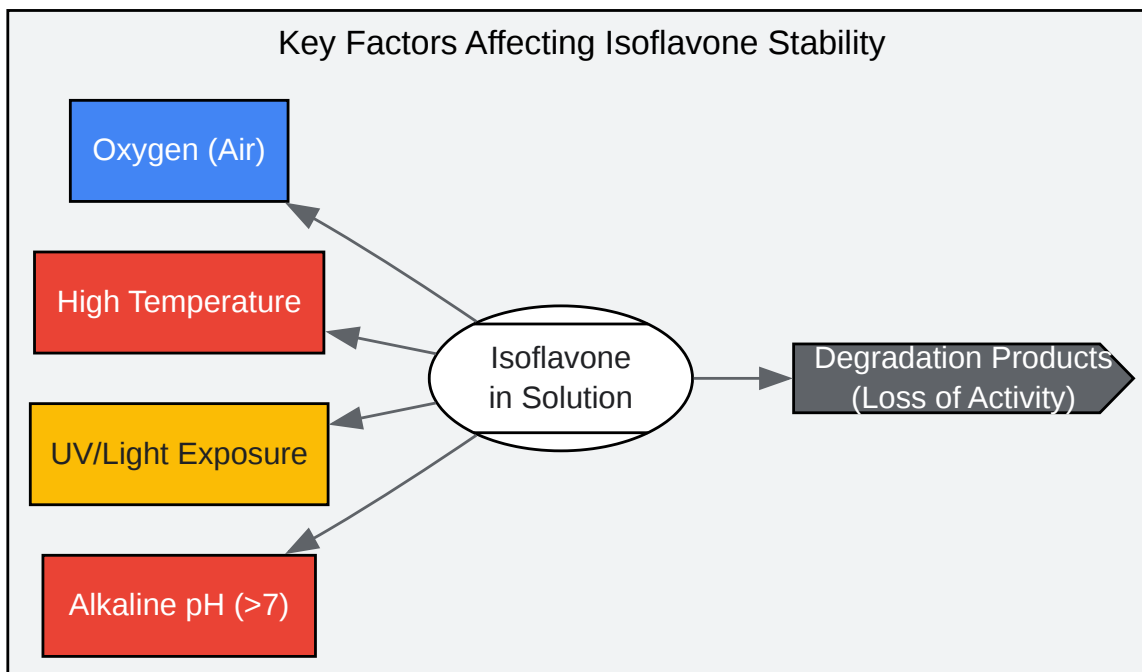 Key Factors Affecting Isoflavone Stability
Oxygen (Air)
High Temperature
UV/Light Exposure
Alkaline pH (>7)
Isoflavone
in Solution
Degradation Products
(Loss of Activity)